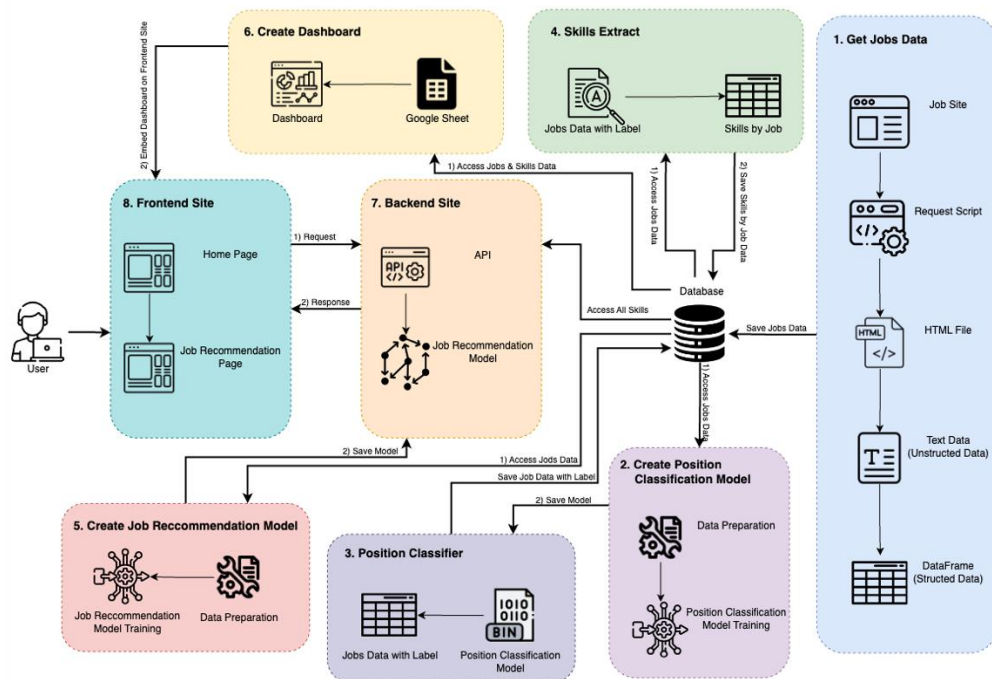 6. Create Dashboard
Dashboard
Google Sheet
2) Embed Dashboard on Frontend Site
4. Skills Extract
A
Jobs Data with Label
Skills by Job
1. Get Jobs Data
Job Site
Request Script
HTML
HTML File
T
Text Data
(Unstructed Data)
DataFrame
(Structed Data)
1) Access Jobs & Skills Data
1) Access Jobs Data
2) Save Skills by Job Data
8. Frontend Site
Home Page
Job Recommendation
Page
User
1) Request
2) Response
7. Backend Site
API
API
Job Recommendation
Model
Database
Access All Skills
Save Jobs Data
1) Access Jobs Data
2) Save Model
1) Access Jods Data
Save Job Data with Label
2) Save Model
5. Create Job Reccommendation Model
Job Reccommendation
Model Training
Data Preparation
3. Position Classifier
Jobs Data with Label
1010
0110
BIN
Position Classification
Model
2. Create Position
Classification Model
Data Preparation
Position Classification
Model Training